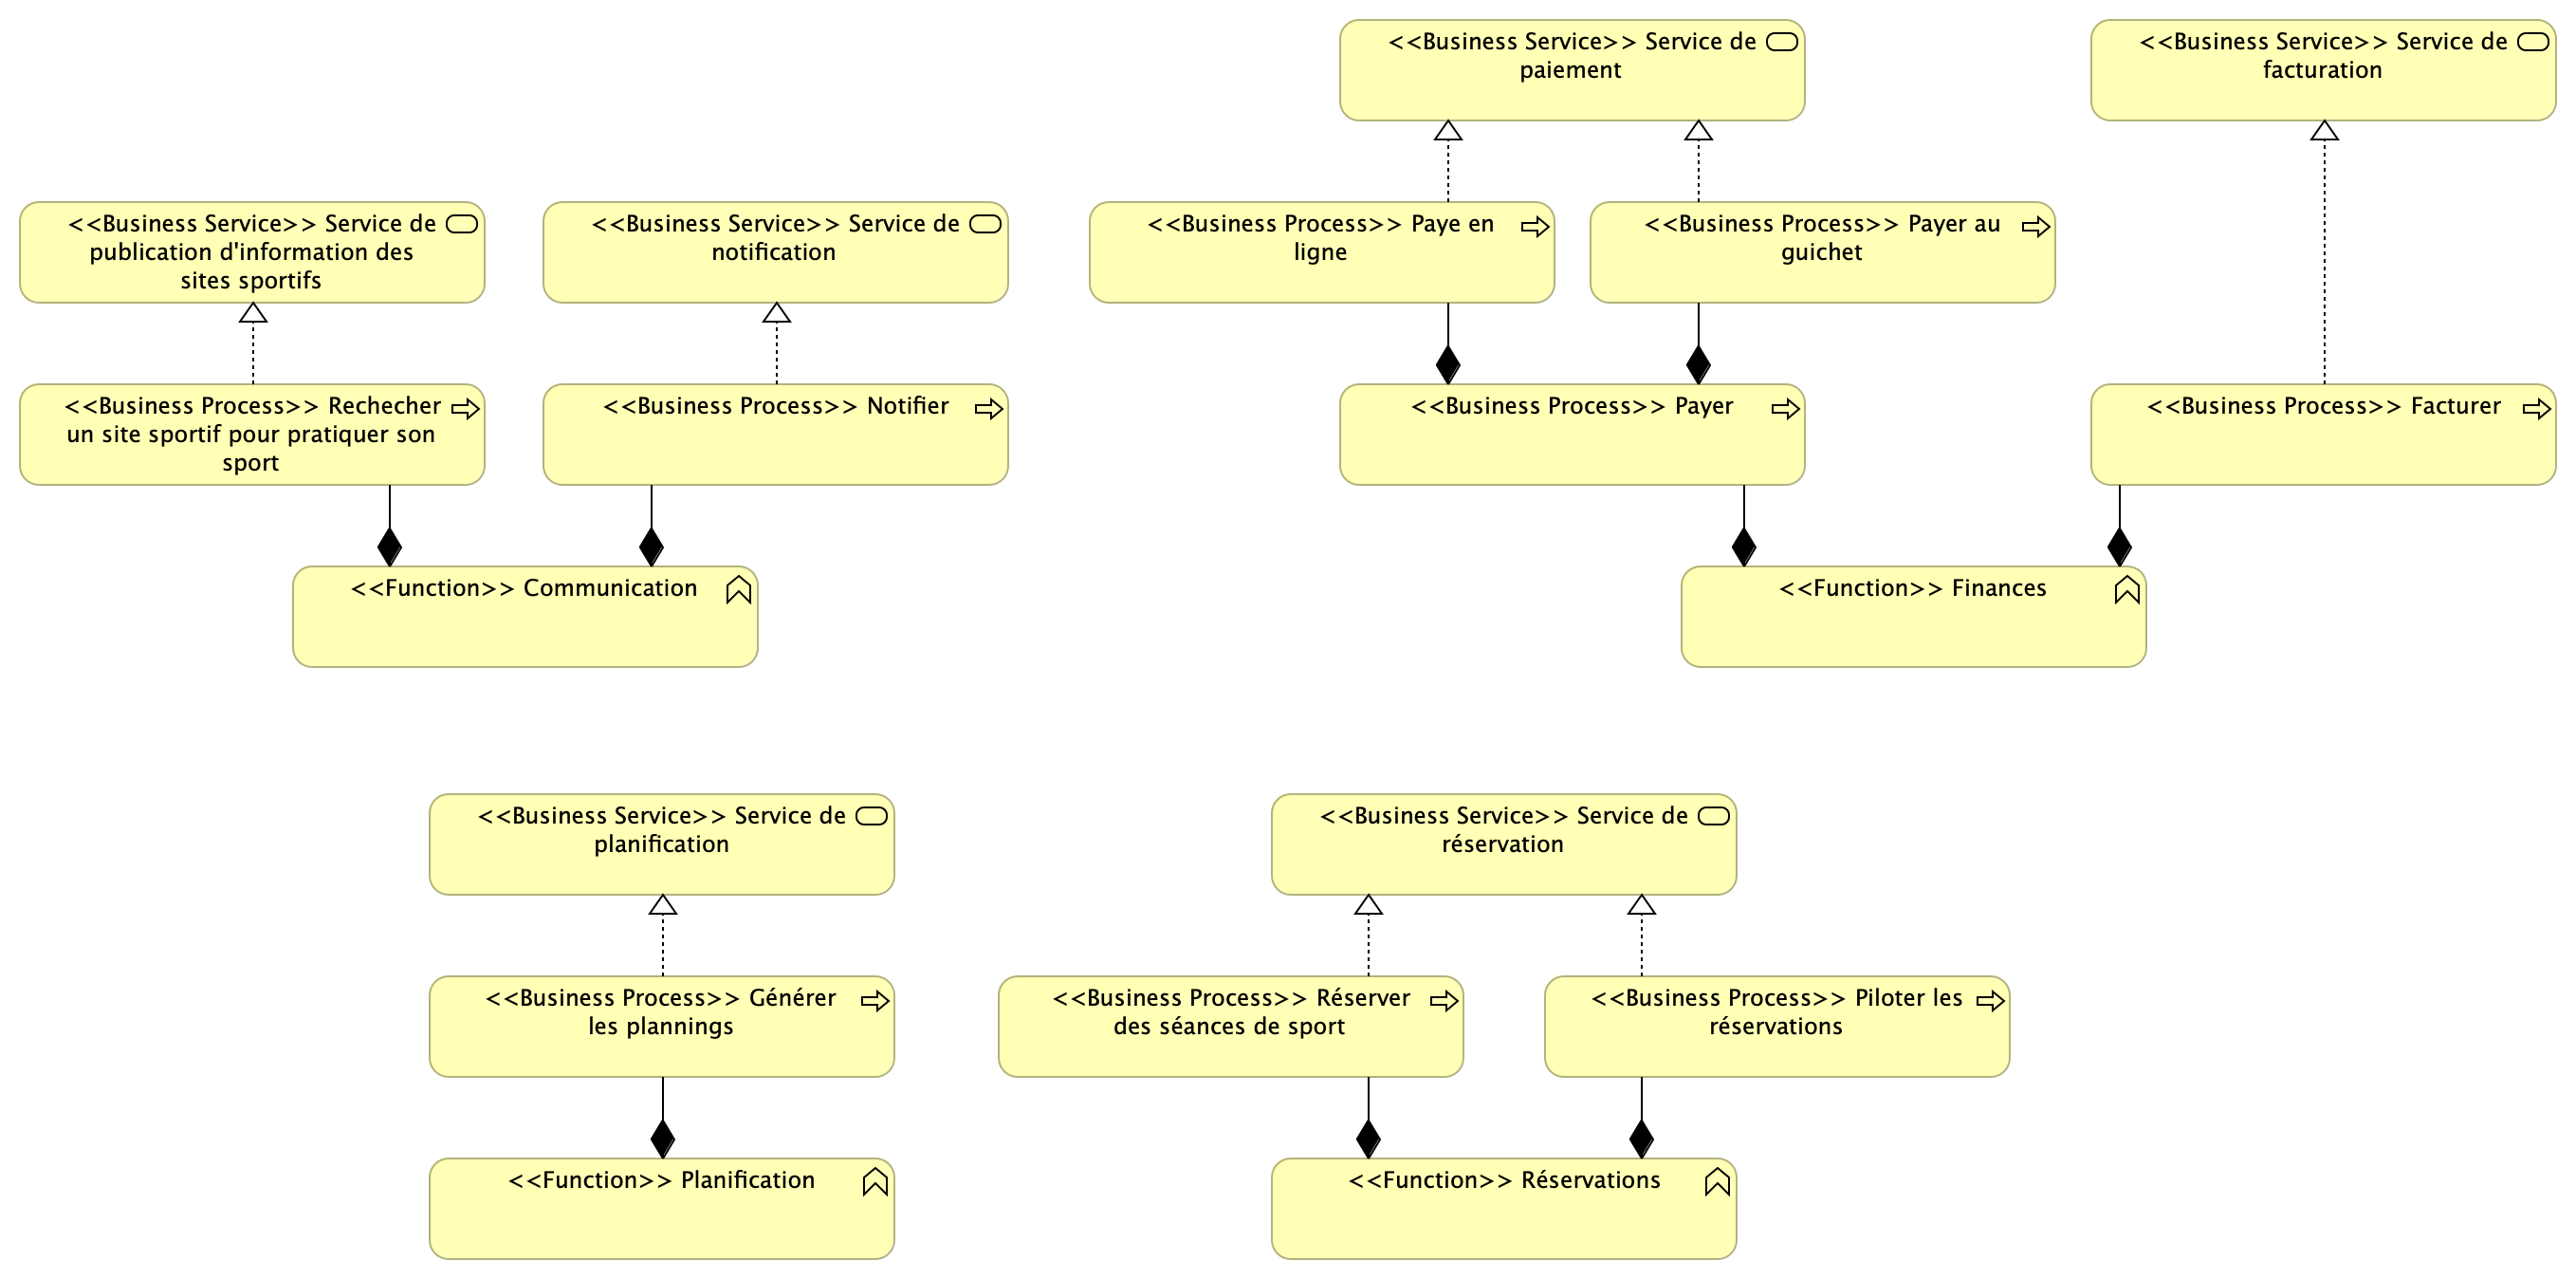 <<Business Service>> Service de
paiement
<<Business Service>> Service de
facturation
<<Business Service>> Service de
publication d'information des
sites sportifs
<<Business Service>> Service de
notification
<<Business Process>> Paye en
ligne
<<Business Process>> Payer au
guichet
<<Business Process>> Rechecher
un site sportif pour pratiquer son
sport
<<Business Process>> Notifier
<<Business Process>> Payer
<<Business Process>> Facturer
<<Function>> Communication
<<Function>> Finances
<<Business Service>> Service de
planification
<<Business Service>> Service de
réservation
<<Business Process>> Générer
les plannings
<<Business Process>> Réserver
des séances de sport
<<Business Process>> Piloter les
réservations
<<Function>> Planification
<<Function>> Réservations